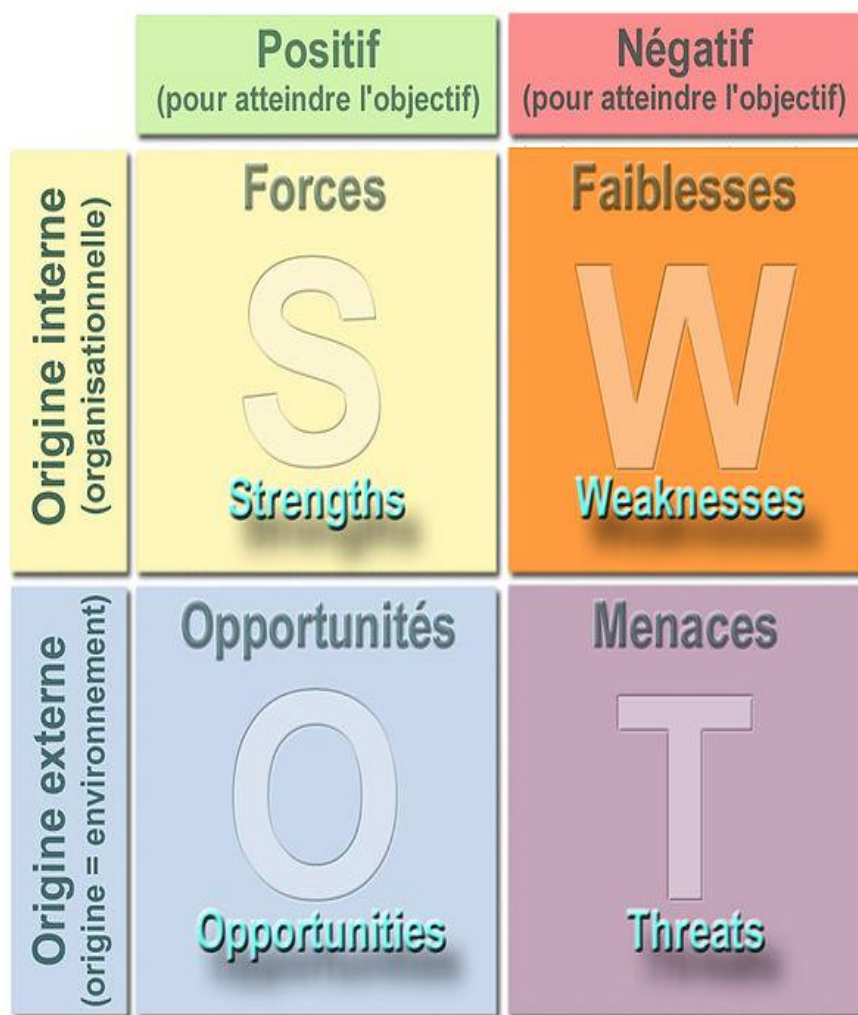 Positif
(pour atteindre l'objectif)
Négatif
(pour atteindre l'objectif)
Origine interne
(organisationnelle)
Forces
S
Strengths
Faiblesses
W
Weaknesses
Origine externe
(origine = environnement)
Opportunités
O
Opportunities
Menaces
T
Threats